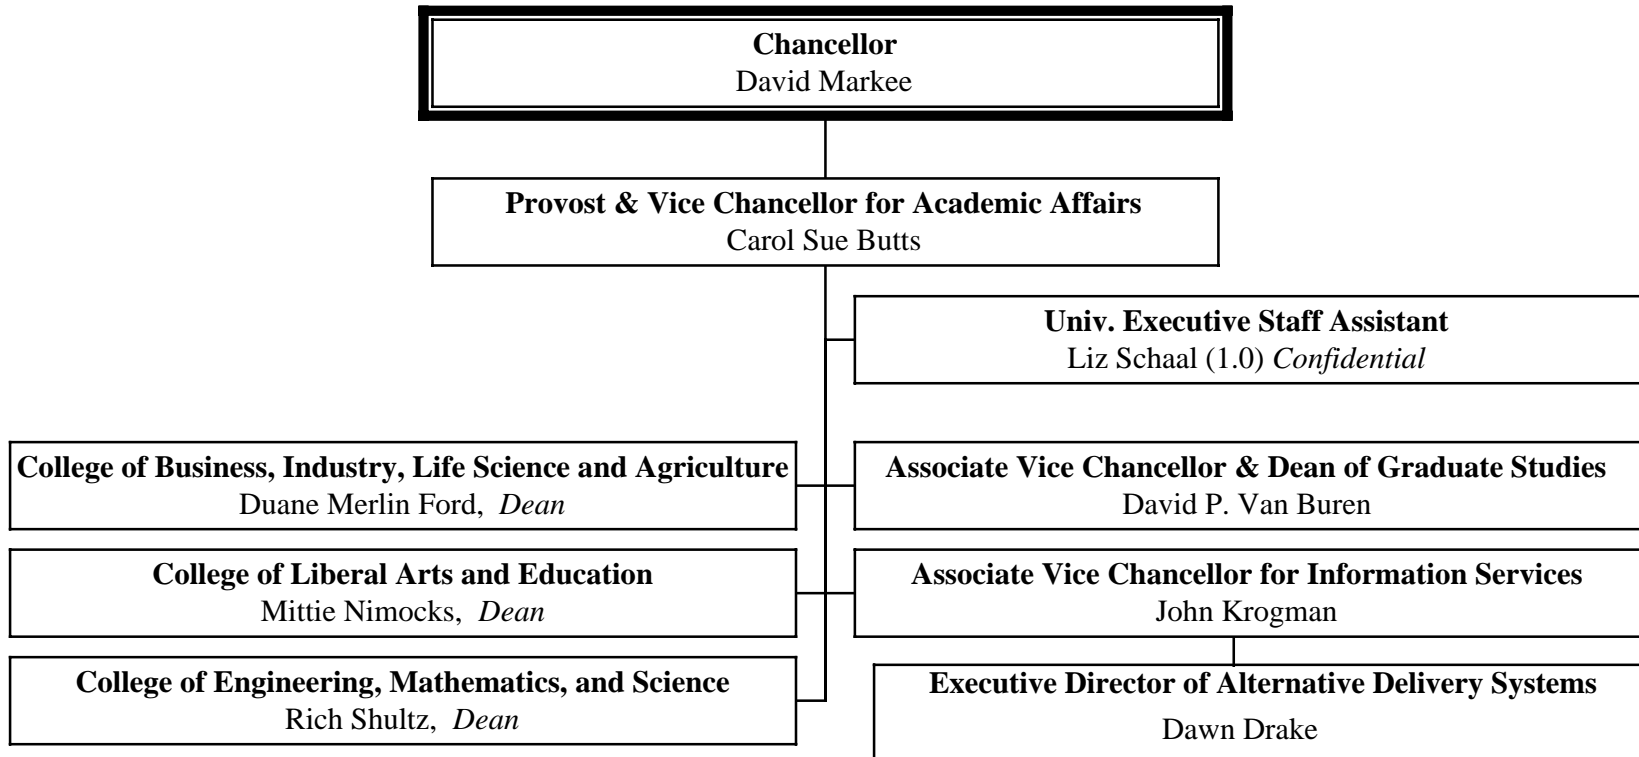 Chancellor
David Markee
Provost & Vice Chancellor for Academic Affairs
Carol Sue Butts
Univ. Executive Staff Assistant
Liz Schaal (1.0) Confidential
College of Business, Industry, Life Science and Agriculture
Duane Merlin Ford, Dean
Associate Vice Chancellor & Dean of Graduate Studies
David P. Van Buren
College of Liberal Arts and Education
Mittie Nimocks, Dean
Associate Vice Chancellor for Information Services
John Krogman
College of Engineering, Mathematics, and Science
Rich Shultz, Dean
Executive Director of Alternative Delivery Systems
Dawn Drake